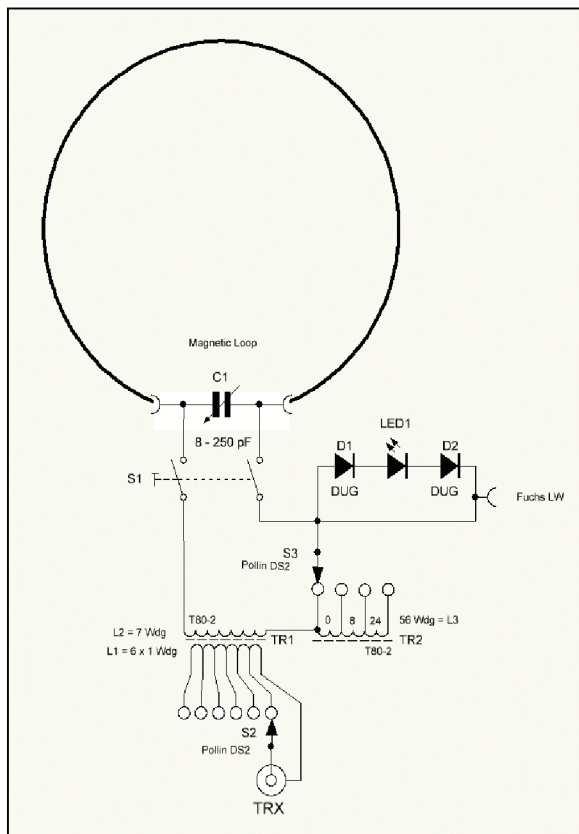 Magnetic Loop
C1
8 - 250 pF
LED1
D1
D2
S1
DUG
DUG
Fuchs LW
S3
Pollin DS2
T80-2
0
8
24
56 Wdg = L3
L2 = 7 Wdg
TR1
TR2
L1 = 6 x 1 Wdg
T80-2
S2
Pollin DS2
TRX